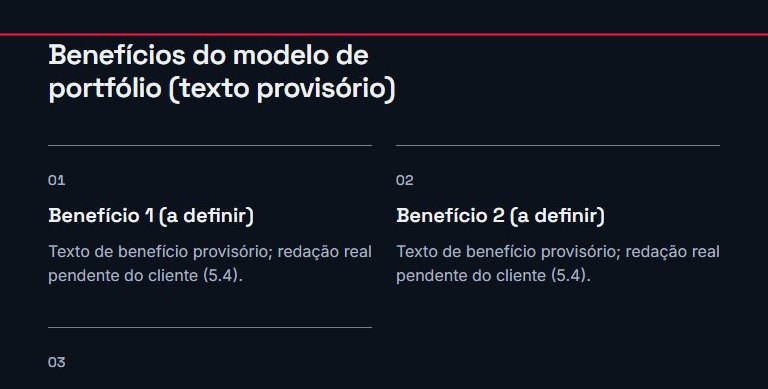 Benefícios do modelo de
portfólio (texto provisório)
01
Benefício 1 (a definir)
Texto de benefício provisório; redação real
pendente do cliente (5.4).
02
Benefício 2 (a definir)
Texto de benefício provisório; redação real
pendente do cliente (5.4).
03